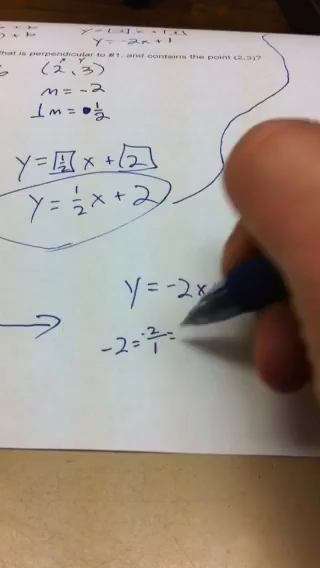 y = -2x + 1
that is perpendicular to #1, and contains the point (2,3)?
(2, 3)
m = -2
⊥m = 1/2
y = 1/2 x + 2
y = 1/2 x + 2
y = -2x
-2 = -2/1 =